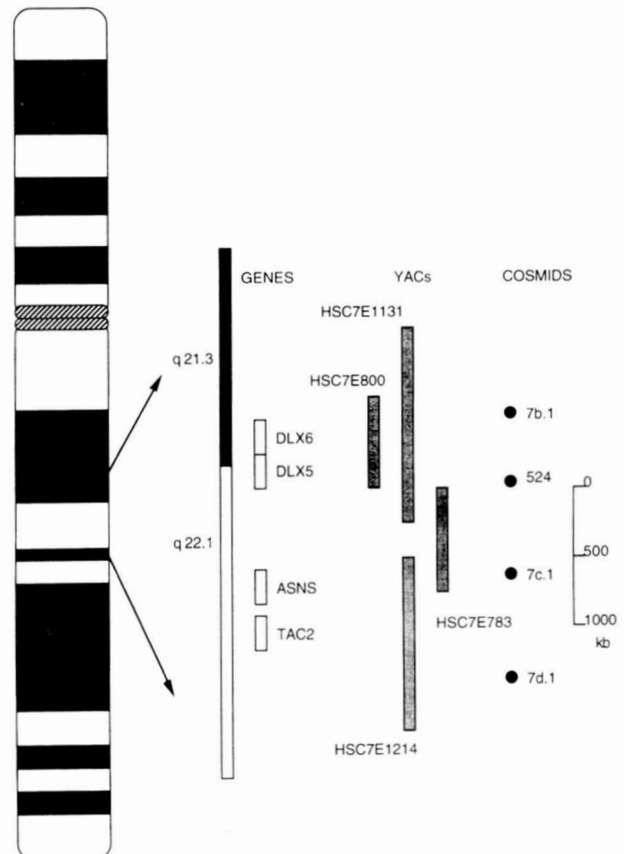 GENES
YACs
COSMIDS
HSC7E1131
q 21.3
HSC7E800
7b.1
DLX6
DLX5
524
0
q 22.1
500
ASNS
7c.1
TAC2
HSC7E783
1000
kb
7d.1
HSC7E1214